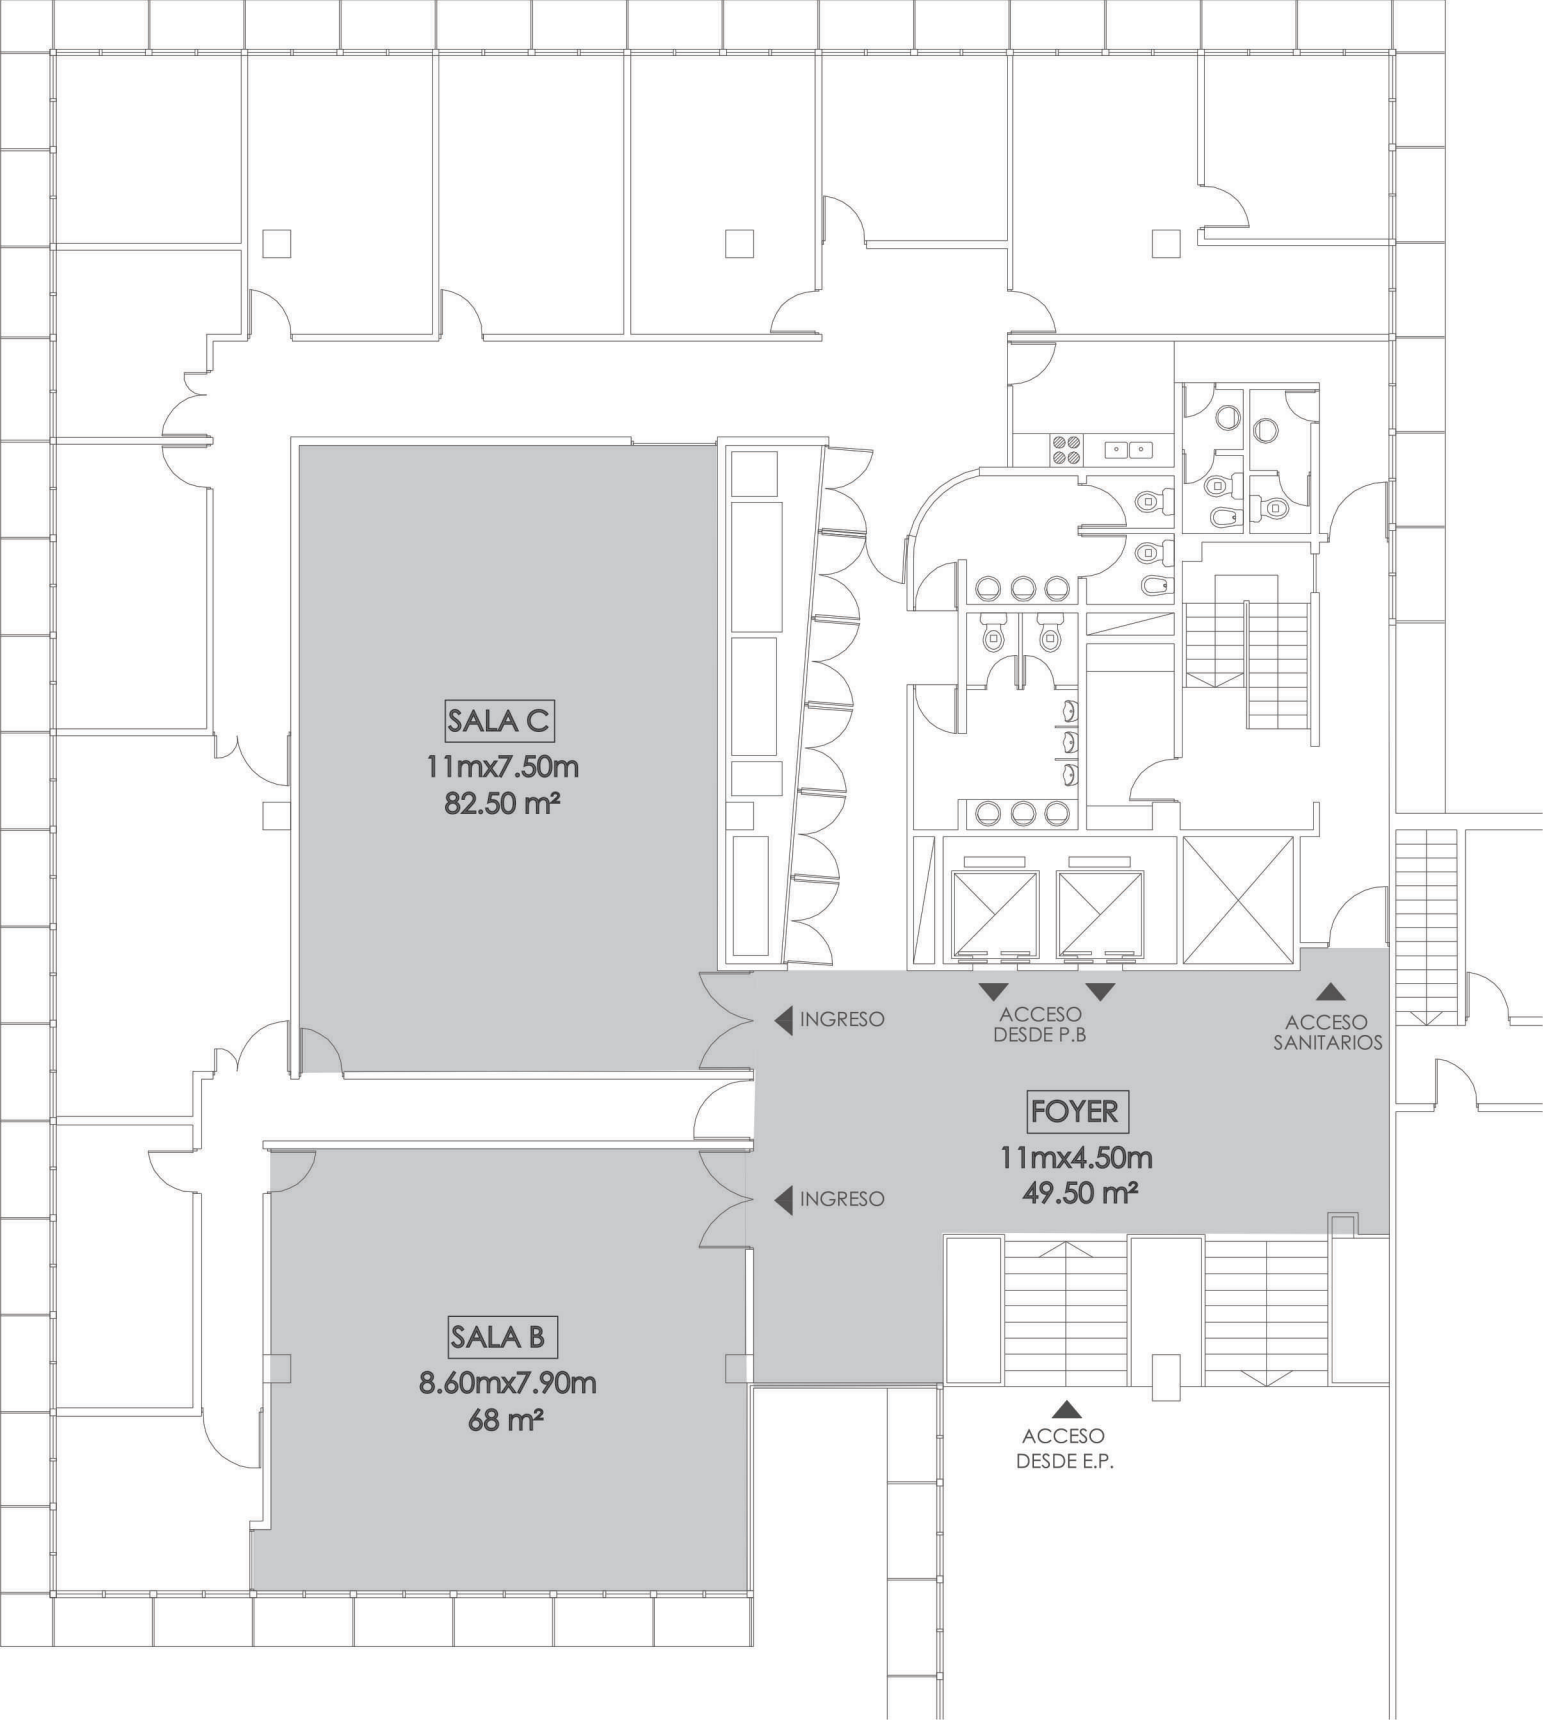 SALA C
11mx7.50m
82.50 m²
INGRESO
ACCESO
DESDE P.B
ACCESO
SANITARIOS
FOYER
11mx4.50m
49.50 m²
INGRESO
SALA B
8.60mx7.90m
68 m²
ACCESO
DESDE E.P.